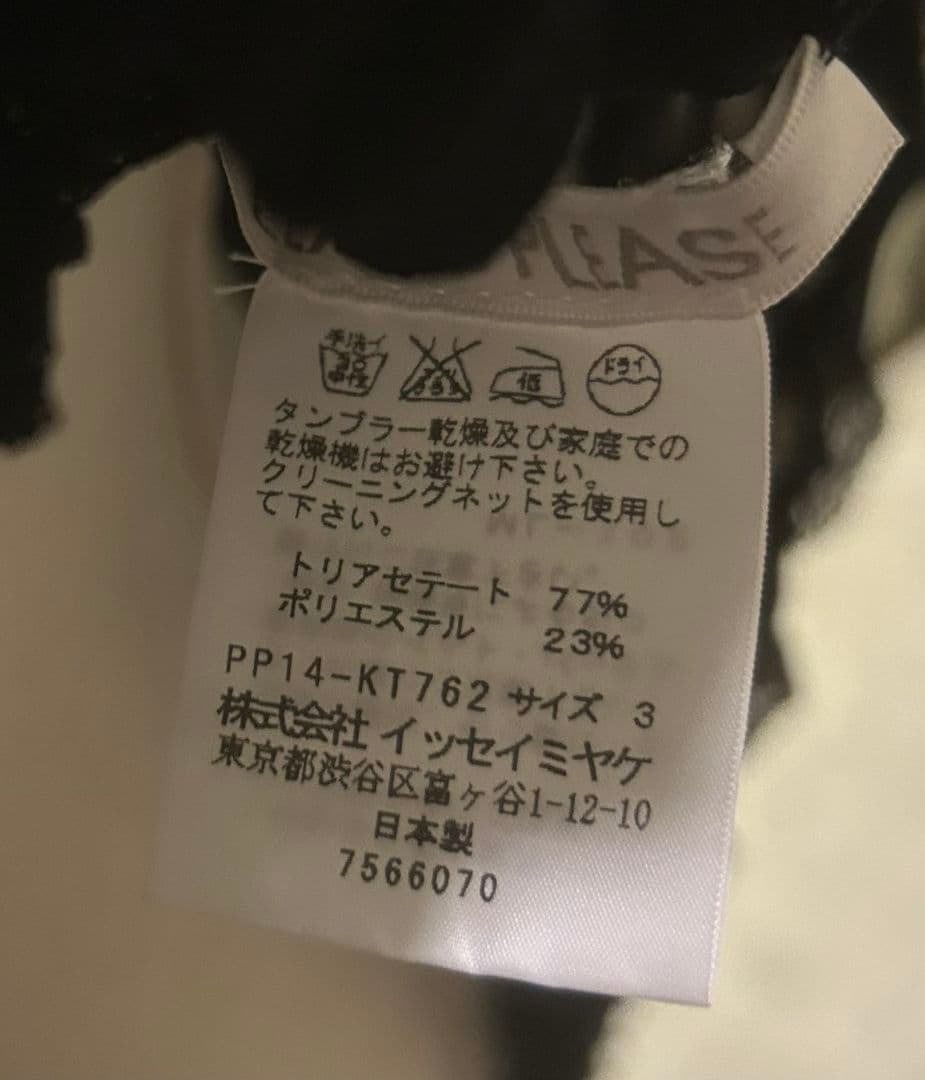 PLEASE
手洗イ 30 中性
エンソサラシ
低
ドライ
タンブラー乾燥及び家庭での
乾燥機はお避け下さい。
クリーニングネットを使用し
て下さい。
トリアセテート 77%
ポリエステル 23%
PP14-KT762 サイズ 3
株式会社 イッセイミヤケ
東京都渋谷区富ヶ谷1-12-10
日本製
7566070